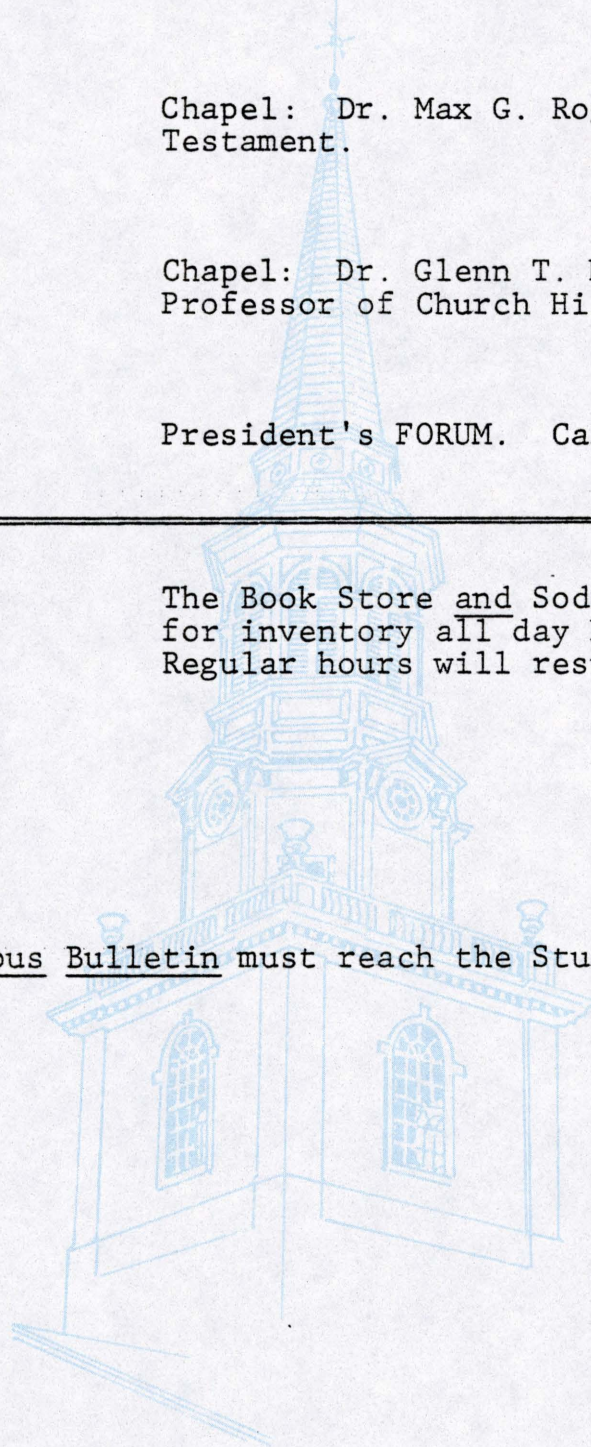 Chapel: Dr. Max G. Ro
Testament.
Chapel: Dr. Glenn T.
Professor of Church Hi
President's FORUM. Ca
The Book Store and Sod
for inventory all day
Regular hours will res
ous Bulletin must reach the Stu